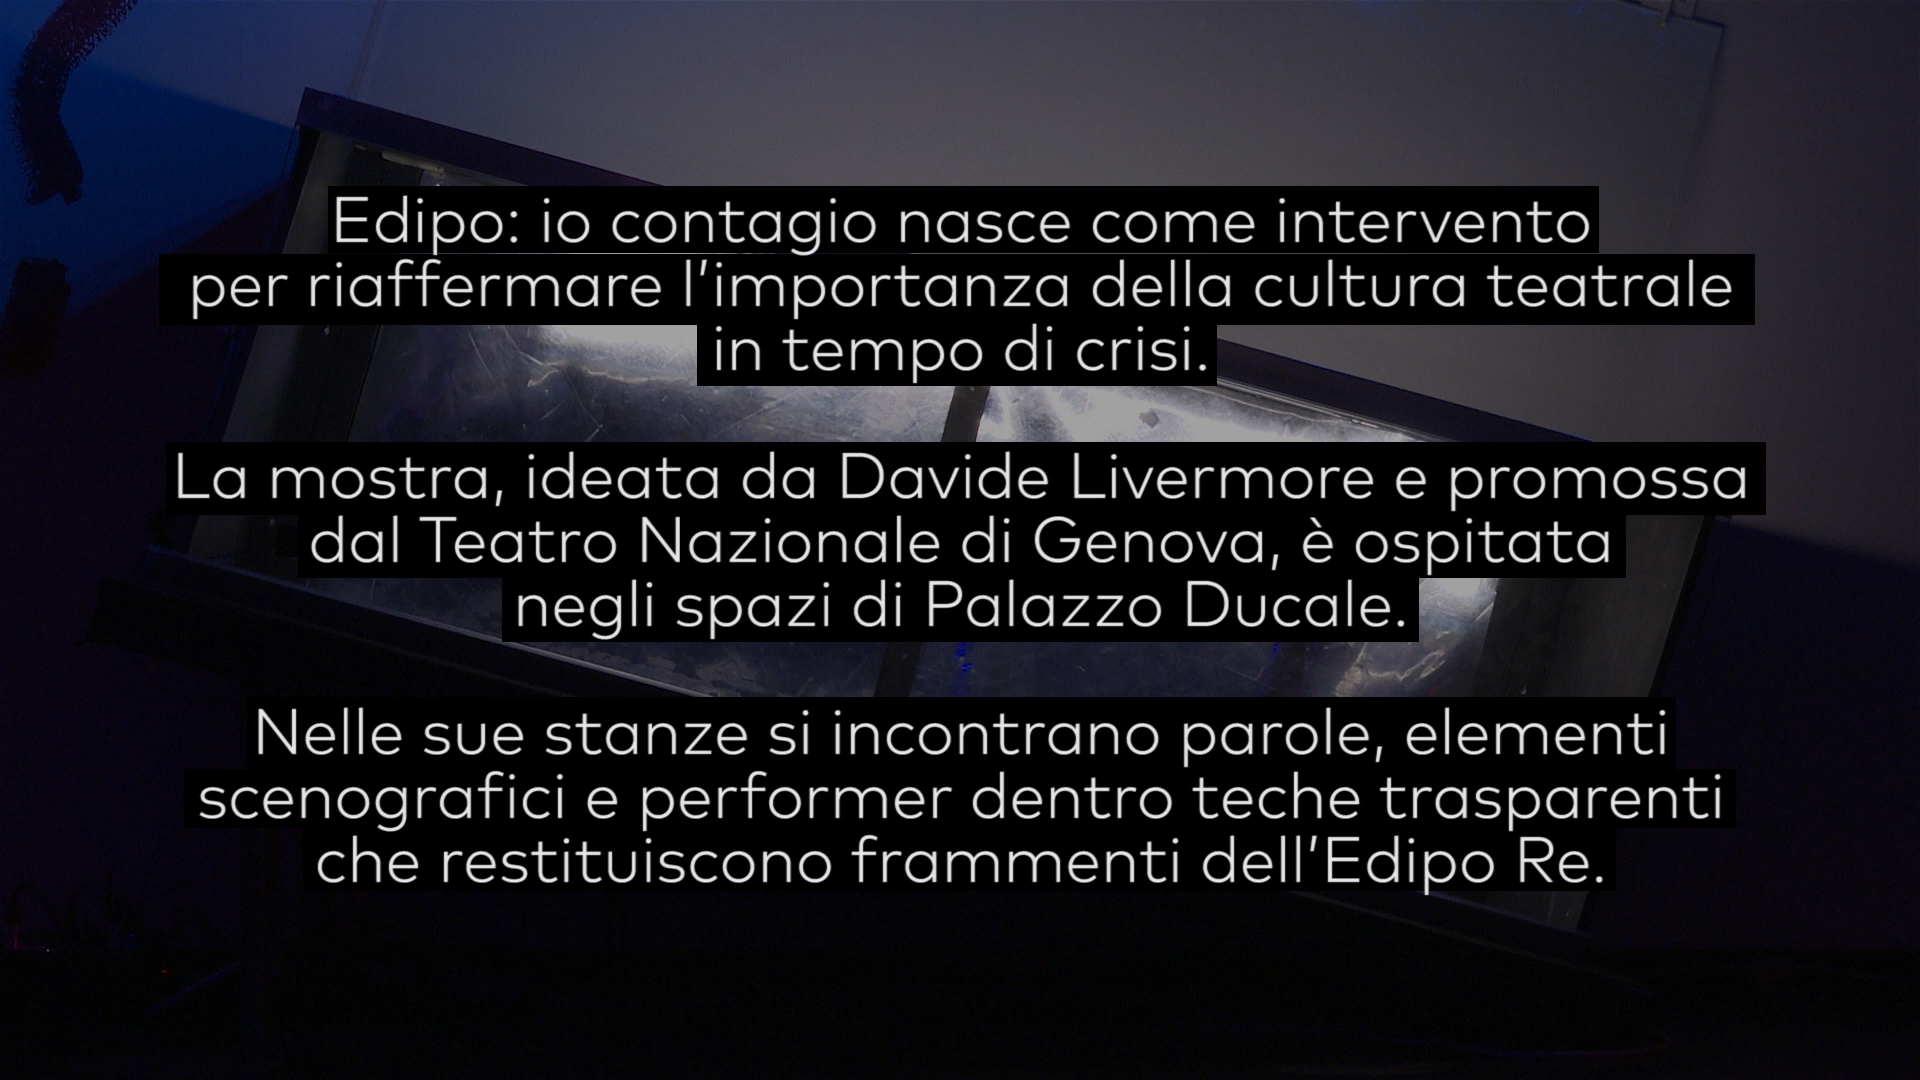 Edipo: io contagio nasce come intervento
per riaffermare l’importanza della cultura teatrale
in tempo di crisi.
La mostra, ideata da Davide Livermore e promossa
dal Teatro Nazionale di Genova, è ospitata
negli spazi di Palazzo Ducale.
Nelle sue stanze si incontrano parole, elementi
scenografici e performer dentro teche trasparenti
che restituiscono frammenti dell’Edipo Re.